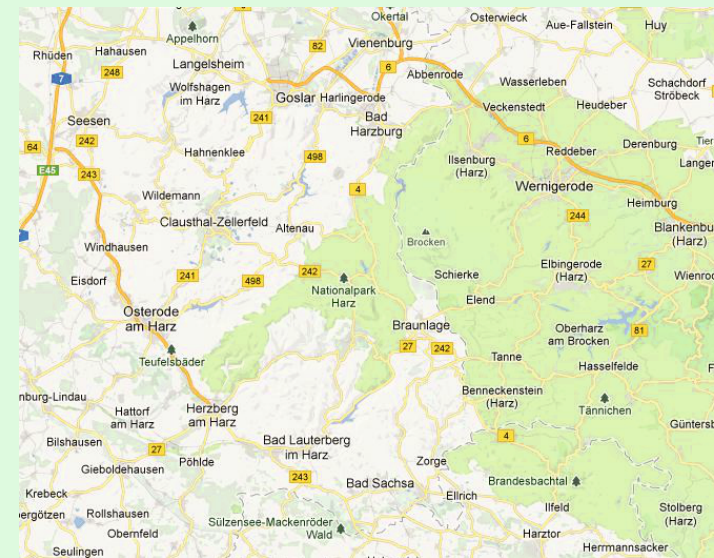 Okertal
Osterwieck
Aue-Fallstein
Huy
Appelhorn
Rhüden
Hahausen
82
Vienenburg
Langelsheim
6
Abbenrode
7
248
Wolfshagen
im Harz
Goslar
Harlingerode
Wasserleben
Schachdorf
Ströbeck
Seesen
241
Bad
Harzburg
Veckenstedt
Heudeber
64
242
Hahnenklee
498
Ilsenburg
(Harz)
6
Reddeber
Derenburg
E45
243
4
Wernigerode
Wildemann
Heimburg
Clausthal-Zellerfeld
Altenau
244
Blankenbu
(Harz)
Windhausen
Brocken
Eisdorf
241
498
242
Nationalpark
Harz
Schierke
Elbingerode
(Harz)
27
Wienrod
Elend
Osterode
am Harz
Braunlage
Oberharz
am Brocken
81
Teufelsbäder
27
242
Tanne
Hasselfelde
nburg-Lindau
Hattorf
am Harz
Herzberg
am Harz
Benneckenstein
(Harz)
Tännichen
Güntersb
Bilshausen
27
Bad Lauterberg
im Harz
4
Gieboldehausen
Pöhlde
Zorge
Krebeck
243
Bad Sachsa
Ellrich
Brandesbachtal
ergötzen
Rollshausen
Ilfeld
Stolberg
(Harz)
Obernfeld
Sülzensee-Mackenröder
Wald
Harztor
Seulingen
Herrmannsacker